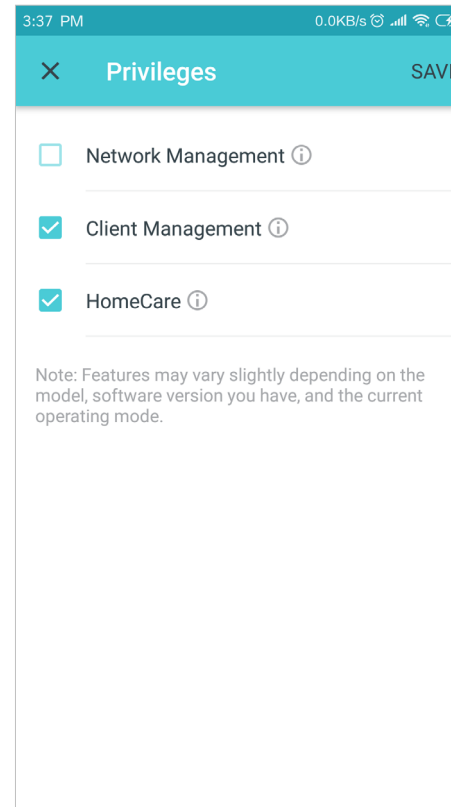 3:37 PM 0.0KB/s
Privileges SAVE
Network Management
Client Management
HomeCare
Note: Features may vary slightly depending on the
model, software version you have, and the current
operating mode.